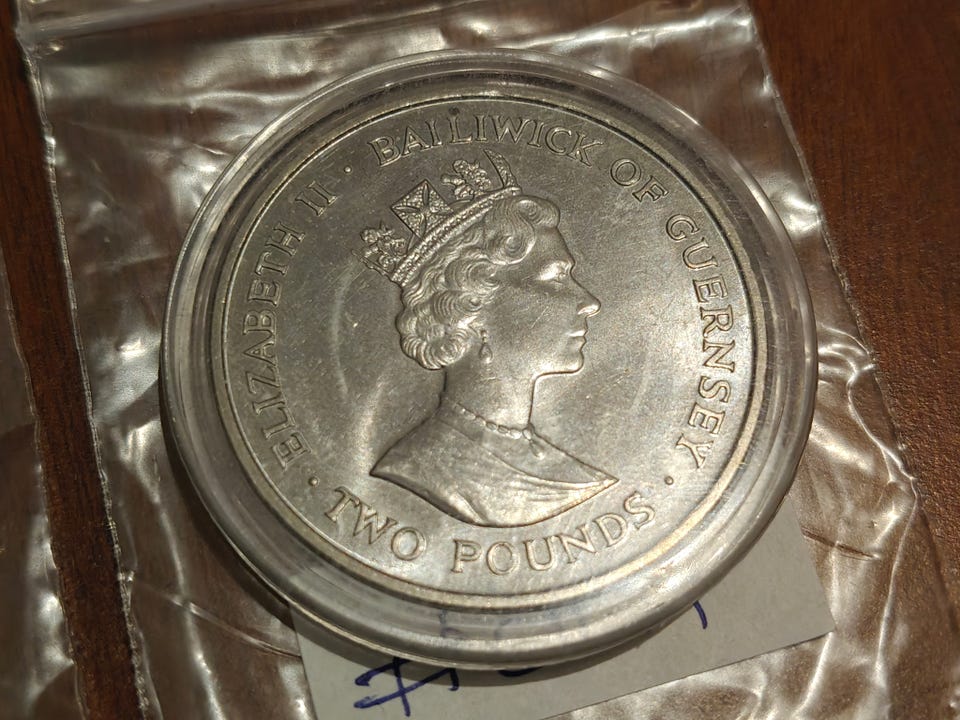 ELIZABETH II · BAILIWICK OF GUERNSEY ·
TWO POUNDS ·